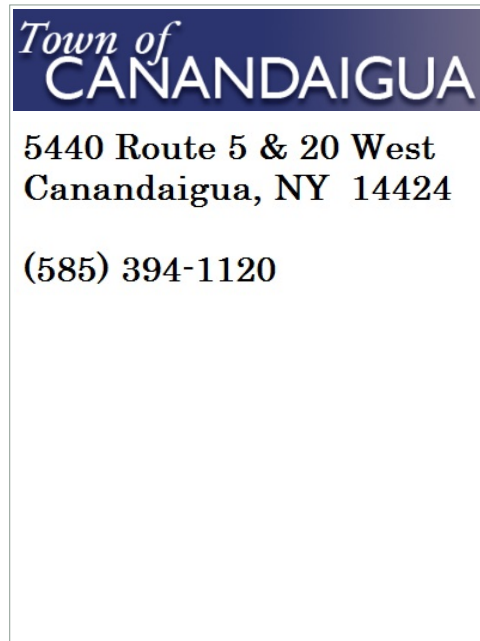 Town of
CANANDAIGUA
5440 Route 5 & 20 West
Canandaigua, NY  14424
(585) 394-1120